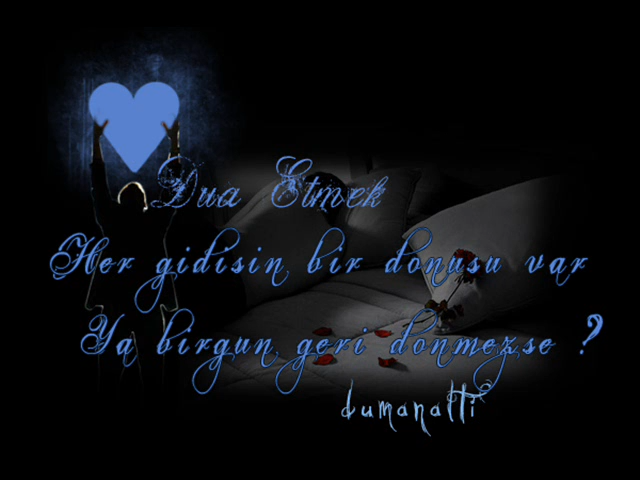 Dua Etmek
Her gidisin bir donusu var
Ya birgun geri donmezse ?
dumanatti